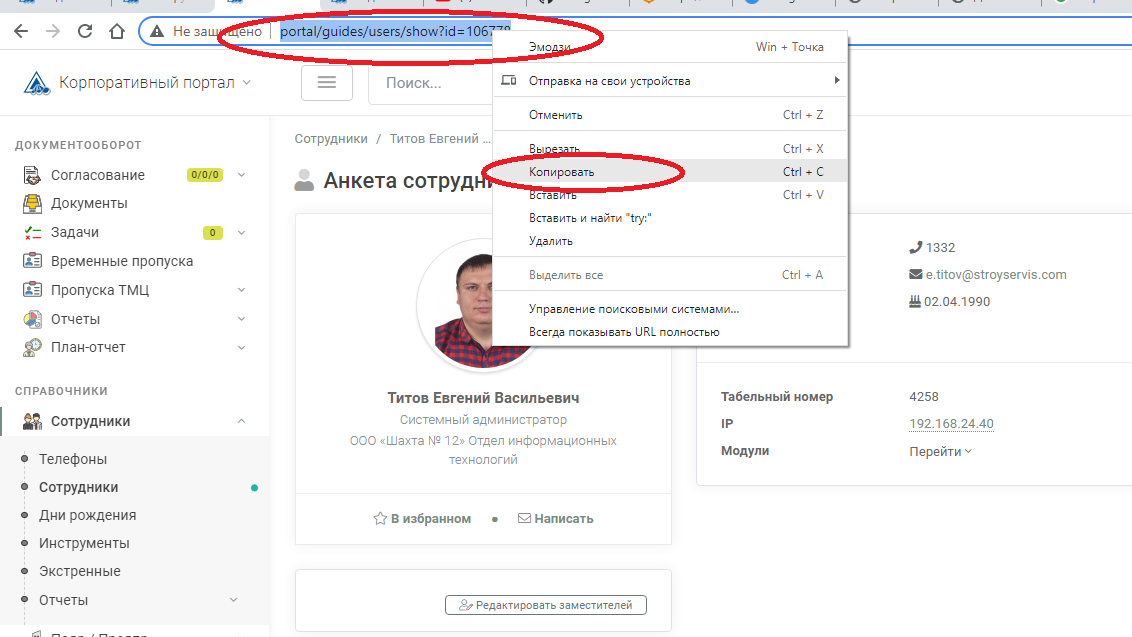 Не защищено
portal/guides/users/show?id=106778
Эмодзи
Win + Точка
Отправка на свои устройства
Отменить
Ctrl + Z
Вырезать
Ctrl + X
Копировать
Ctrl + C
Вставить
Ctrl + V
Вставить и найти "try:"
Удалить
Выделить все
Ctrl + A
Управление поисковыми системами...
Всегда показывать URL полностью
Корпоративный портал
Поиск...
ДОКУМЕНТООБОРОТ
Согласование
0/0/0
Документы
Задачи
0
Временные пропуска
Пропуска ТМЦ
Отчеты
План-отчет
СПРАВОЧНИКИ
Сотрудники
Телефоны
Сотрудники
Дни рождения
Инструменты
Экстренные
Отчеты
Сотрудники / Титов Евгений ...
Анкета сотрудни
Титов Евгений Васильевич
Системный администратор
ООО «Шахта № 12» Отдел информационных
технологий
В избранном
Написать
Редактировать заместителей
1332
e.titov@stroyservis.com
02.04.1990
Табельный номер
4258
IP
192.168.24.40
Модули
Перейти